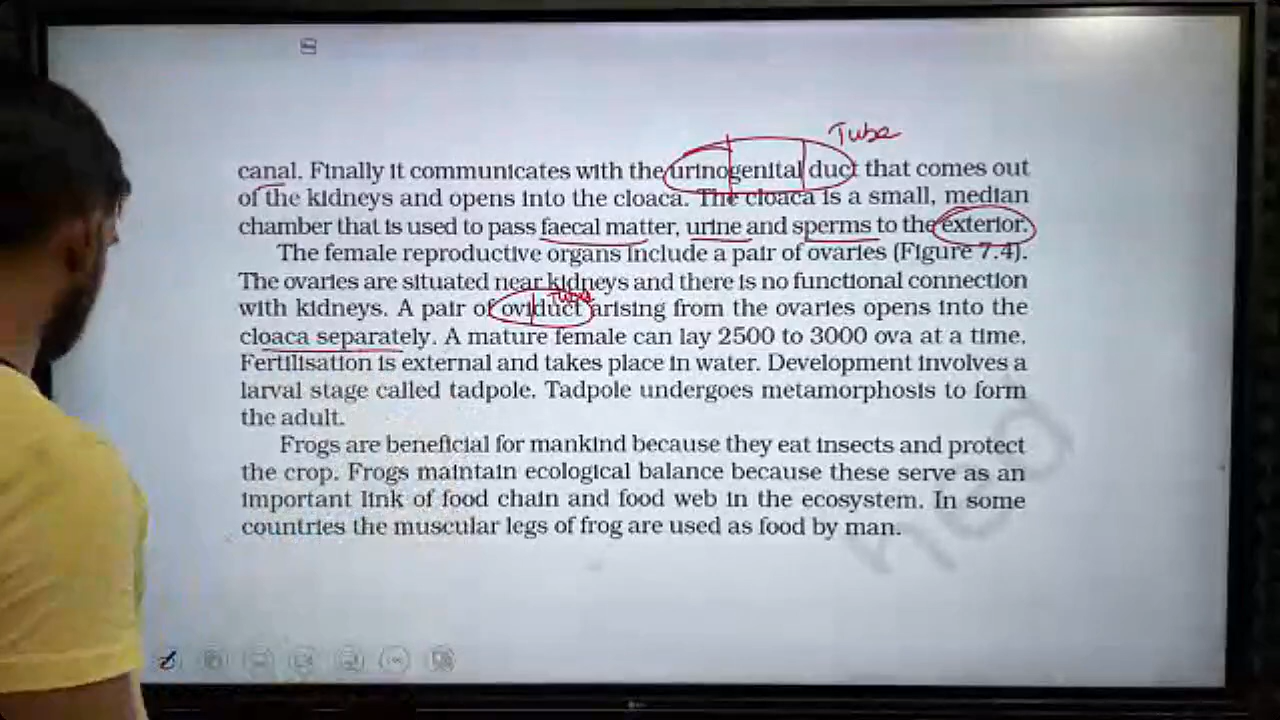 Tube
canal. Finally it communicates with the urinogenital duct that comes out
of the kidneys and opens into the cloaca. The cloaca is a small, median
chamber that is used to pass faecal matter, urine and sperms to the exterior.
The female reproductive organs include a pair of ovaries (Figure 7.4).
The ovaries are situated near kidneys and there is no functional connection
Tube
with kidneys. A pair of oviduct arising from the ovaries opens into the
cloaca separately. A mature female can lay 2500 to 3000 ova at a time.
Fertilisation is external and takes place in water. Development involves a
larval stage called tadpole. Tadpole undergoes metamorphosis to form
the adult.
Frogs are beneficial for mankind because they eat insects and protect
the crop. Frogs maintain ecological balance because these serve as an
important link of food chain and food web in the ecosystem. In some
countries the muscular legs of frog are used as food by man.